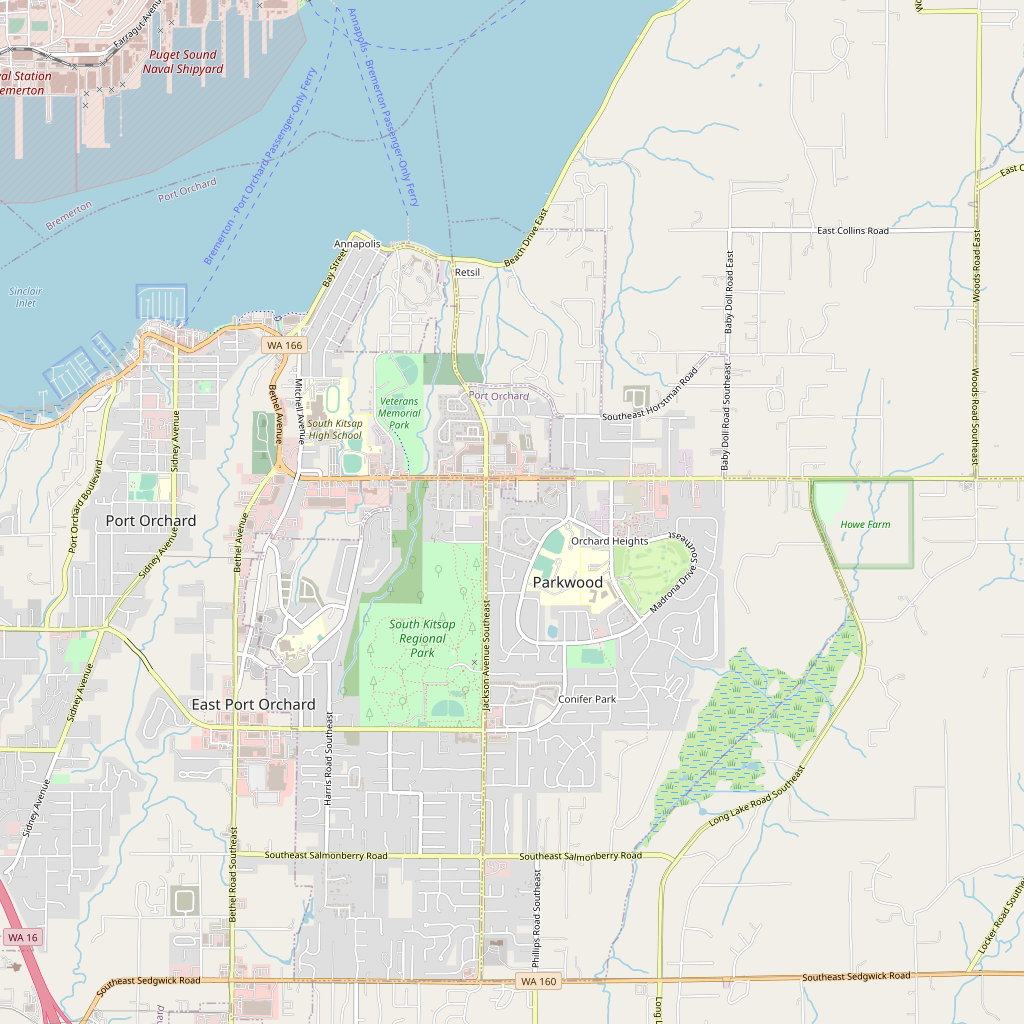 Farragut Avenue
Puget Sound
Naval Shipyard
val Station
emerton
Annapolis - Bremerton Passenger-Only Ferry
Bremerton - Port Orchard Passenger-Only Ferry
Port Orchard
Bremerton
East C
Annapolis
Bay Street
Beach Drive East
Retsil
East Collins Road
Baby Doll Road East
Woods Road East
Sinclair
Inlet
WA 166
Bethel Avenue
Mitchell Avenue
Port Orchard
Veterans
Memorial
Park
South Kitsap
High School
Southeast Horstman Road
Baby Doll Road Southeast
Woods Road Southeast
Sidney Avenue
Port Orchard Boulevard
Port Orchard
Sidney Avenue
Bethel Avenue
Howe Farm
Orchard Heights
Southeast
Madrona Drive
Parkwood
South Kitsap
Regional
Park
Jackson Avenue Southeast
Sidney Avenue
East Port Orchard
Conifer Park
Harris Road Southeast
Sidney Avenue
Long Lake Road Southeast
Bethel Road Southeast
Southeast Salmonberry Road
Southeast Salmonberry Road
Phillips Road Southeast
WA 16
Locker Road Southe
Southeast Sedgwick Road
WA 160
Southeast Sedgwick Road
Long L
hard